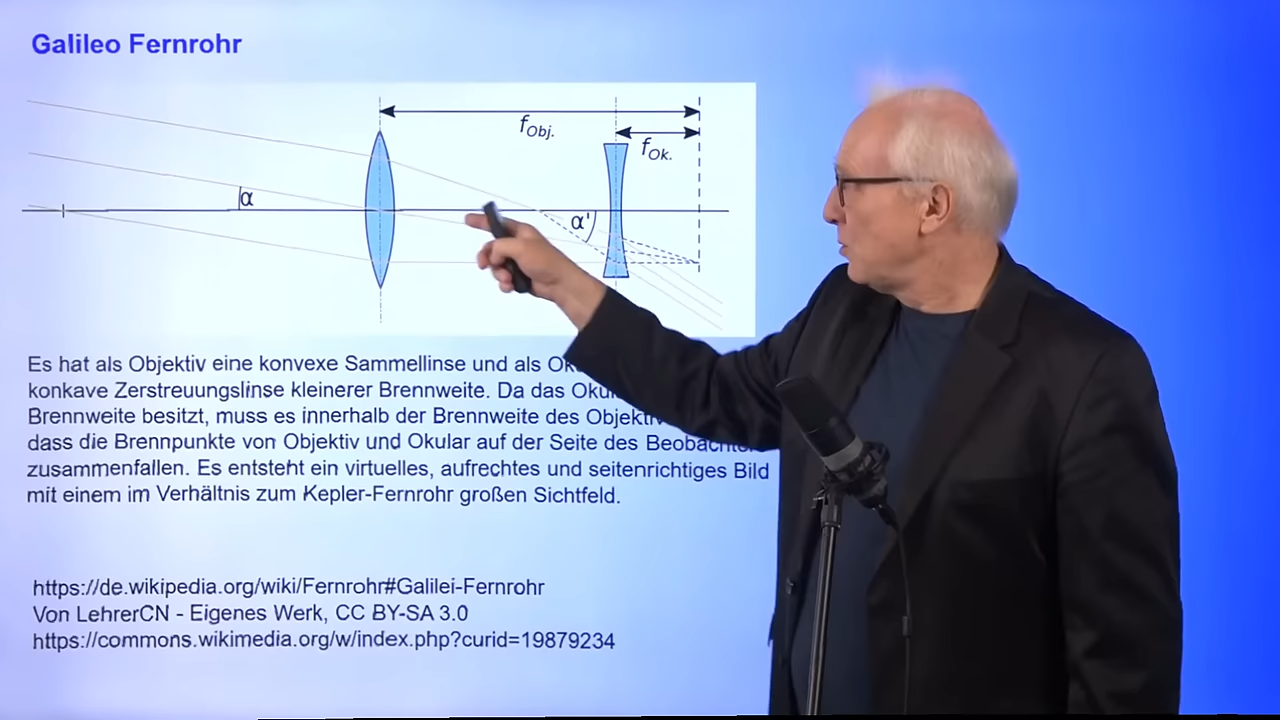 Galileo Fernrohr
fObj.
fOk.
α
α'
Es hat als Objektiv eine konvexe Sammellinse und als
konkave Zerstreuungslinse kleinerer Brennweite. Da das
Brennweite besitzt, muss es innerhalb der Brennweite des
dass die Brennpunkte von Objektiv und Okular auf der Seite des
zusammenfallen. Es entsteht ein virtuelles, aufrechtes und seitenrichtiges Bild
mit einem im Verhältnis zum Kepler-Fernrohr großen Sichtfeld.
https://de.wikipedia.org/wiki/Fernrohr#Galilei-Fernrohr
Von LehrerCN - Eigenes Werk, CC BY-SA 3.0
https://commons.wikimedia.org/w/index.php?curid=19879234